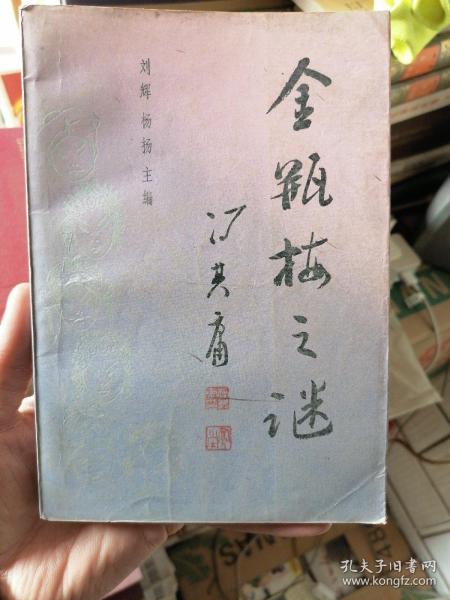 金瓶梅之谜
冯其庸
刘辉 杨扬 主编
孔夫子旧书网
www.kongfz.com